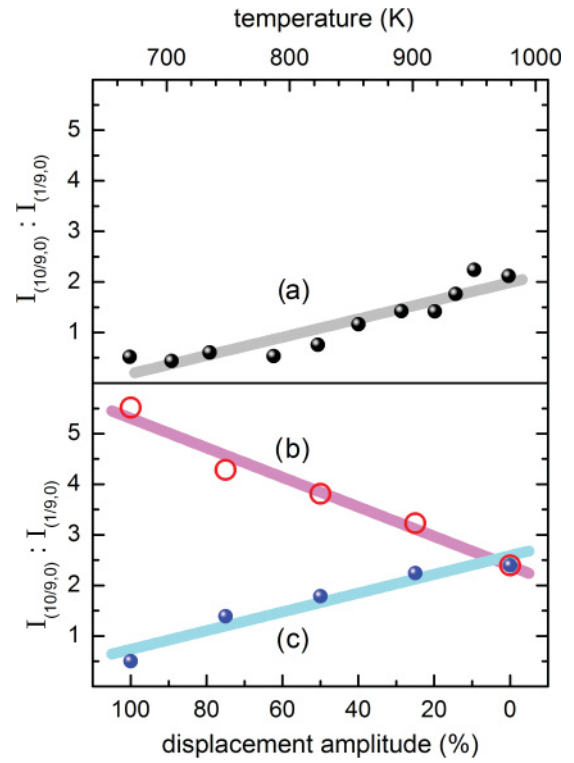 temperature (K)
700 800 900 1000
I(10/9,0) : I(1/9,0)
5
4
3
2
1
(a)
I(10/9,0) : I(1/9,0)
5
4
3
2
1
(b)
(c)
100 80 60 40 20 0
displacement amplitude (%)